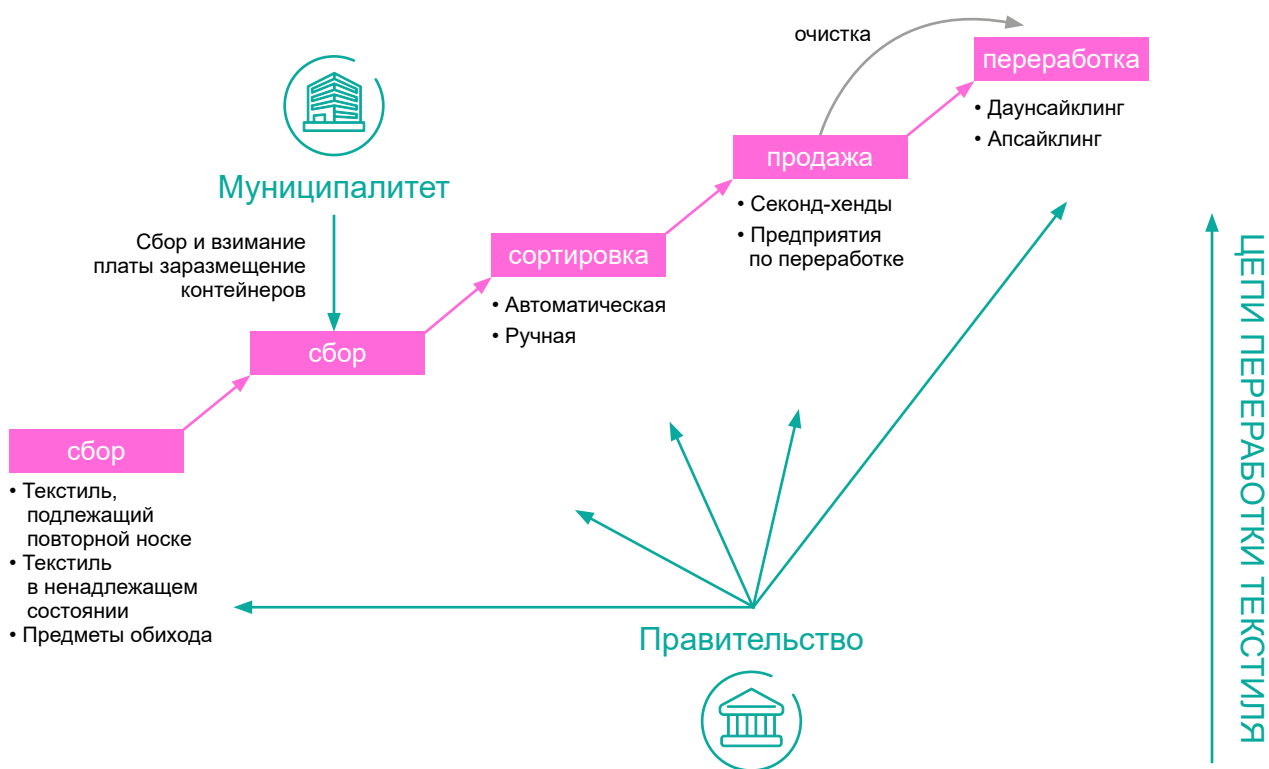 очистка
переработка
• Даунсайклинг
• Апсайклинг
Муниципалитет
продажа
• Секонд-хенды
• Предприятия
по переработке
Сбор и взимание
платы заразмещение
контейнеров
сортировка
• Автоматическая
• Ручная
сбор
сбор
• Текстиль,
подлежащий
повторной носке
• Текстиль
в ненадлежащем
состоянии
• Предметы обихода
Правительство
ЦЕПИ ПЕРЕРАБОТКИ ТЕКСТИЛЯ